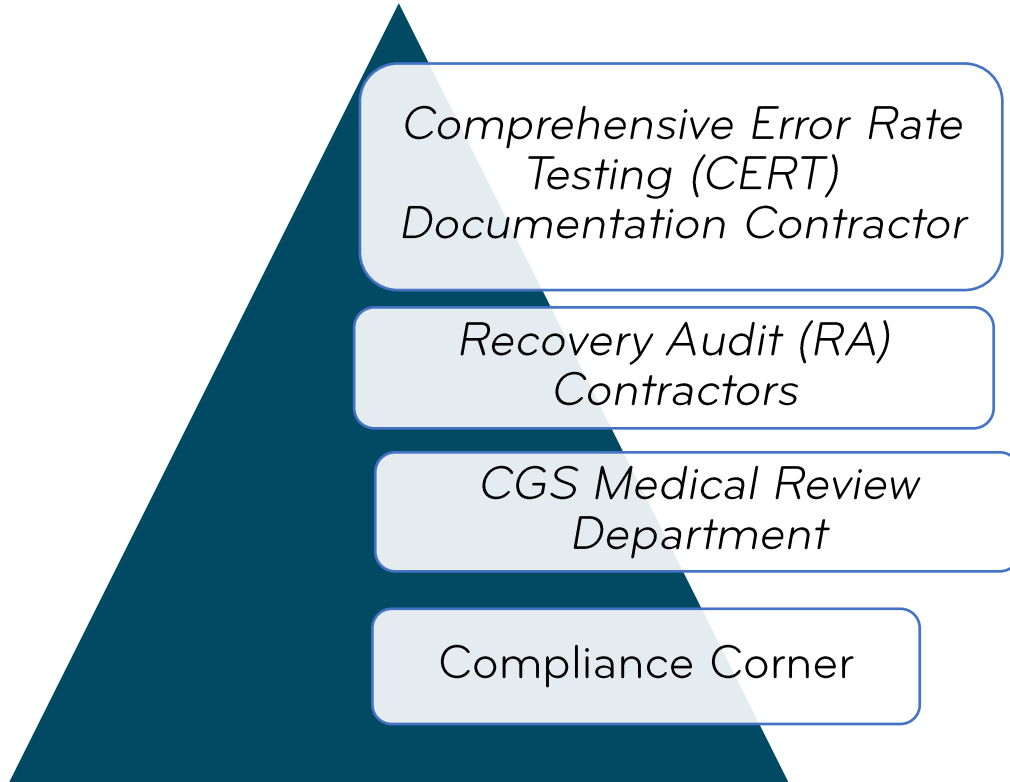 Comprehensive Error Rate
Testing (CERT)
Documentation Contractor
Recovery Audit (RA)
Contractors
CGS Medical Review
Department
Compliance Corner